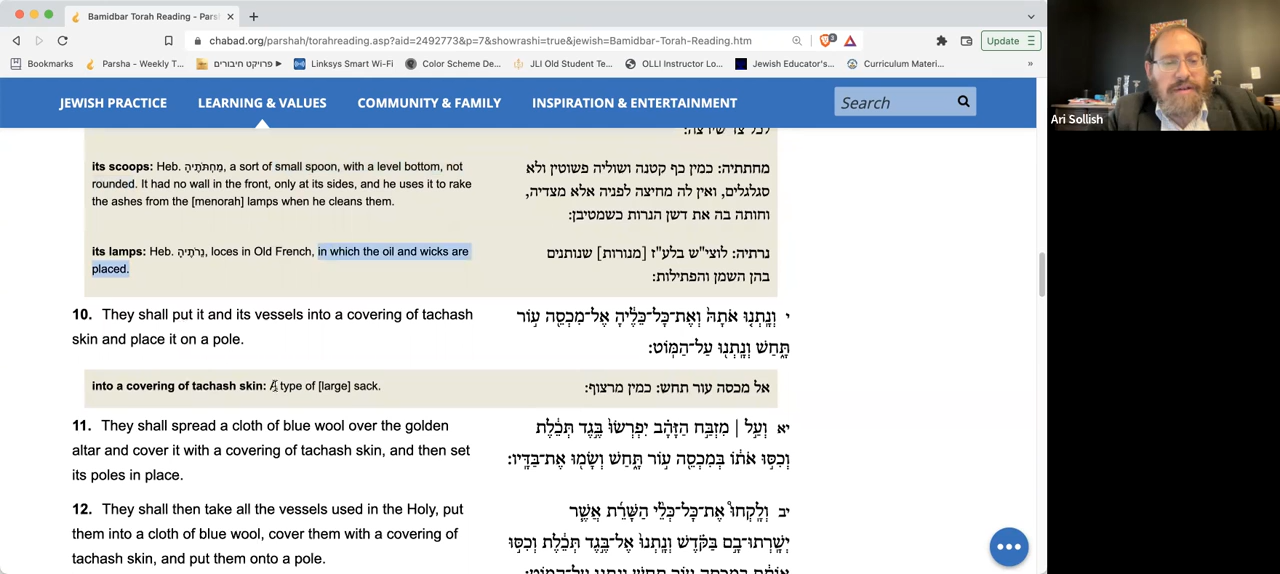 Bamidbar Torah Reading - Parsh
chabad.org/parshah/torahreading.asp?aid=2492773&p=7&showrashi=true&jewish=Bamidbar-Torah-Reading.htm
Update
Bookmarks
Parsha - Weekly T...
פרוייקט חיבורים
Linksys Smart Wi-Fi
Color Scheme De...
JLI Old Student Te...
OLLI Instructor Lo...
Jewish Educator's...
Curriculum Materi...
JEWISH PRACTICE
LEARNING & VALUES
COMMUNITY & FAMILY
INSPIRATION & ENTERTAINMENT
Search
Ari Sollish
לכל צד שירצה:
its scoops: Heb. מַחְתֹּתֶיהָ, a sort of small spoon, with a level bottom, not
rounded. It had no wall in the front, only at its sides, and he uses it to rake
the ashes from the [menorah] lamps when he cleans them.
מחתתיה: כמין כף קטנה ושוליה פשוטין ולא
סגלגלים, ואין לה מחיצה לפניה אלא מצדיה,
וחותה בה את דשן הנרות כשמטיבן:
its lamps: Heb. נֵרֹתֶיהָ, loces in Old French, in which the oil and wicks are
placed.
נרתיה: לוצי"ש בלע"ז [מנורות] שנותנים
בהן השמן והפתילות:
10. They shall put it and its vessels into a covering of tachash
skin and place it on a pole.
י וְנָתְנ֤וּ אֹתָהּ֙ וְאֶת־כָּל־כֵּלֶ֔יהָ אֶל־מִכְסֵ֖ה ע֣וֹר
תָּ֑חַשׁ וְנָתְנ֖וּ עַל־הַמּֽוֹט:
into a covering of tachash skin: A type of [large] sack.
אל מכסה עור תחש: כמין מרצוף:
11. They shall spread a cloth of blue wool over the golden
altar and cover it with a covering of tachash skin, and then set
its poles in place.
יא וְעַ֣ל | מִזְבַּ֣ח הַזָּהָ֗ב יִפְרְשׂוּ֙ בֶּ֣גֶד תְּכֵ֔לֶת
וְכִסּ֣וּ אֹת֔וֹ בְּמִכְסֵ֖ה ע֣וֹר תָּ֑חַשׁ וְשָׂמ֖וּ אֶת־בַּדָּֽיו:
12. They shall then take all the vessels used in the Holy, put
them into a cloth of blue wool, cover them with a covering of
tachash skin, and put them onto a pole.
יב וְלָקְחוּ֩ אֶת־כָּל־כְּלֵ֨י הַשָּׁרֵ֜ת אֲשֶׁ֧ר
יְשָֽׁרְתוּ־בָ֣ם בַּקֹּ֗דֶשׁ וְנָֽתְנוּ֙ אֶל־בֶּ֣גֶד תְּכֵ֔לֶת וְכִסּ֣וּ
אוֹתָ֔ם בְּמִכְסֵ֖ה ע֣וֹר תָּ֑חַשׁ וְנָתְנ֖וּ עַל־הַמּֽוֹט: